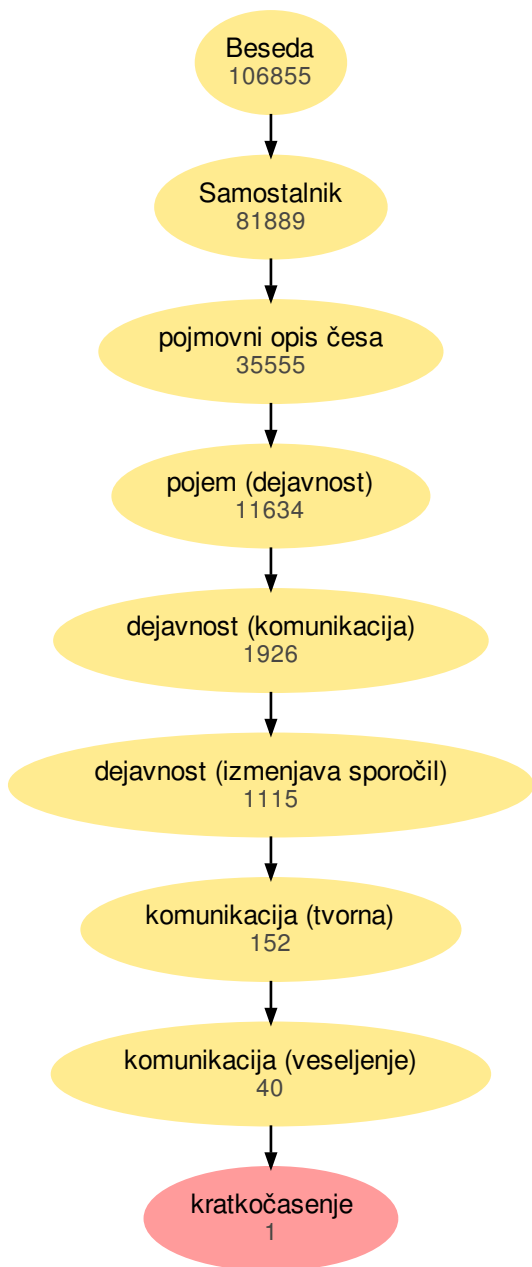 Beseda
106855
Samostalnik
81889
pojmovni opis česa
35555
pojem (dejavnost)
11634
dejavnost (komunikacija)
1926
dejavnost (izmenjava sporočil)
1115
komunikacija (tvorna)
152
komunikacija (veseljenje)
40
kratkočasenje
1